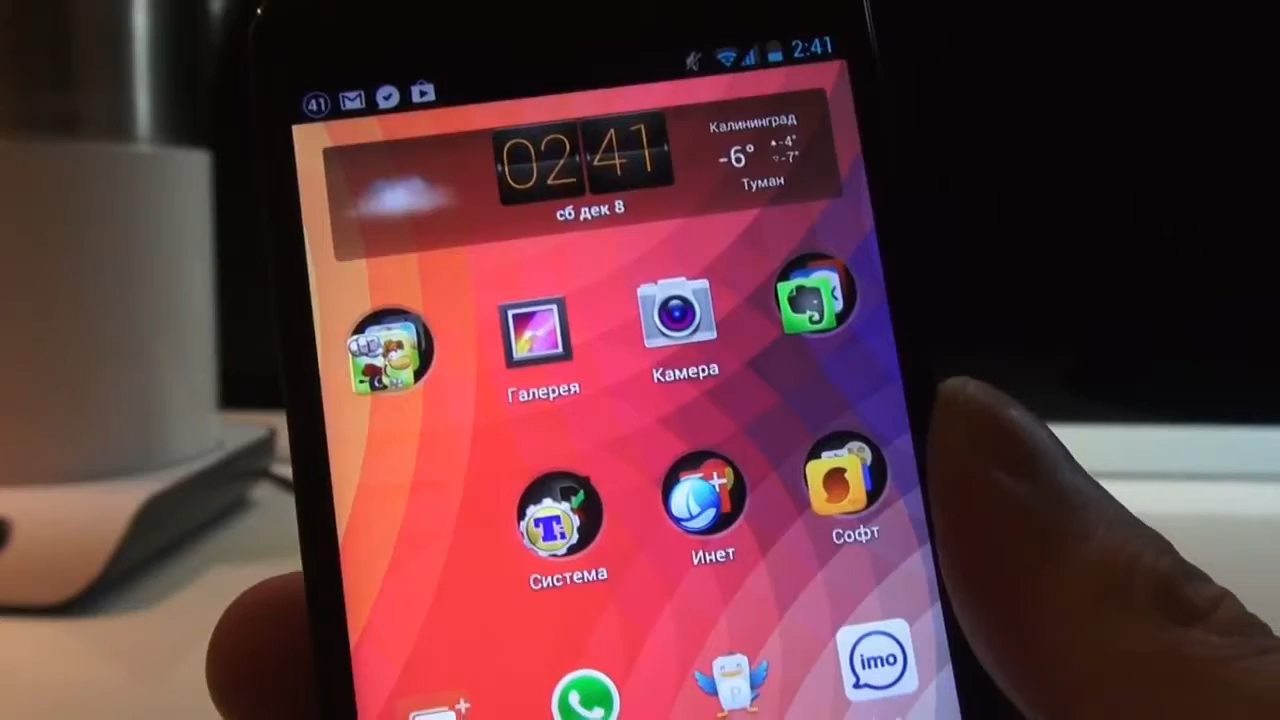 41
2:41
02 41
сб дек 8
Калининград
-6°
-4°
-7°
Туман
Галерея
Камера
Система
Инет
Софт
imo